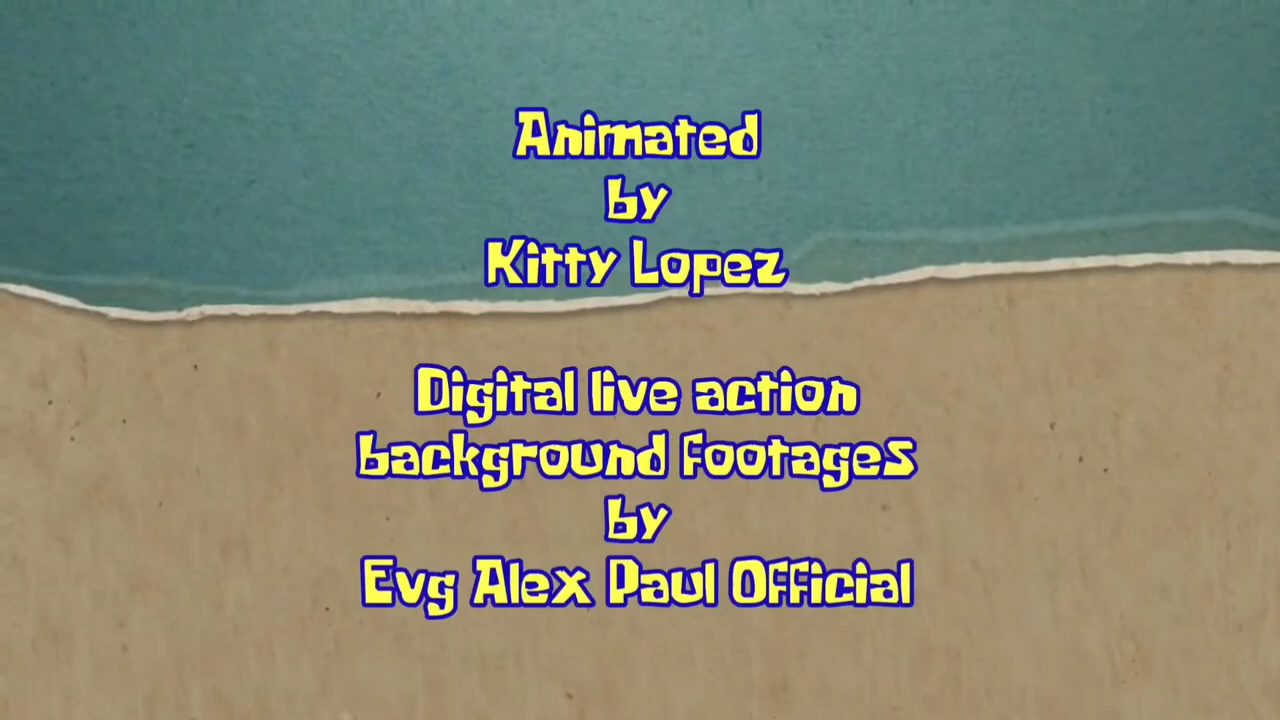 Animated
by
Kitty Lopez
Digital live action
background footages
by
Evg Alex Paul Official